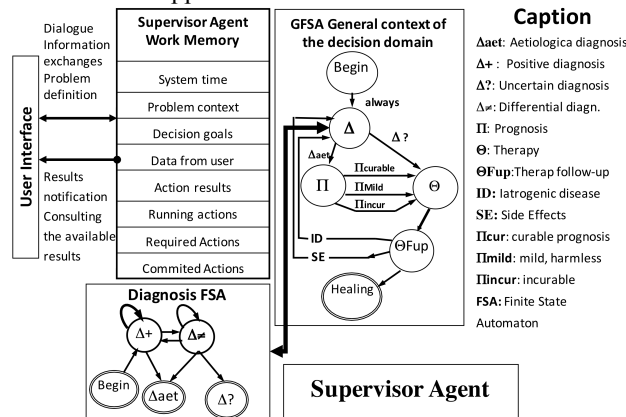 Dialogue
Information
exchanges
Problem
definition
User Interface
Results
notification
Consulting
the available
results
Supervisor Agent
Work Memory
System time
Problem context
Decision goals
Data from user
Action results
Running actions
Required Actions
Commited Actions
GFSA General context of
the decision domain
Begin
always
Δ
Δ ?
Δaet
Π
Πcurable
ΠMild
Πincur
Θ
ID
SE
ΘFup
Healing
Caption
Δaet: Aetiologica diagnosis
Δ+ : Positive diagnosis
Δ?: Uncertain diagnosis
Δ≠: Differential diagn.
Π: Prognosis
Θ: Therapy
ΘFup:Therap follow-up
ID: Iatrogenic disease
SE: Side Effects
Πcur: curable prognosis
Πmild: mild, harmless
Πincur: incurable
FSA: Finite State
Automaton
Diagnosis FSA
Δ+
Δ≠
Begin
Δaet
Δ?
Supervisor Agent